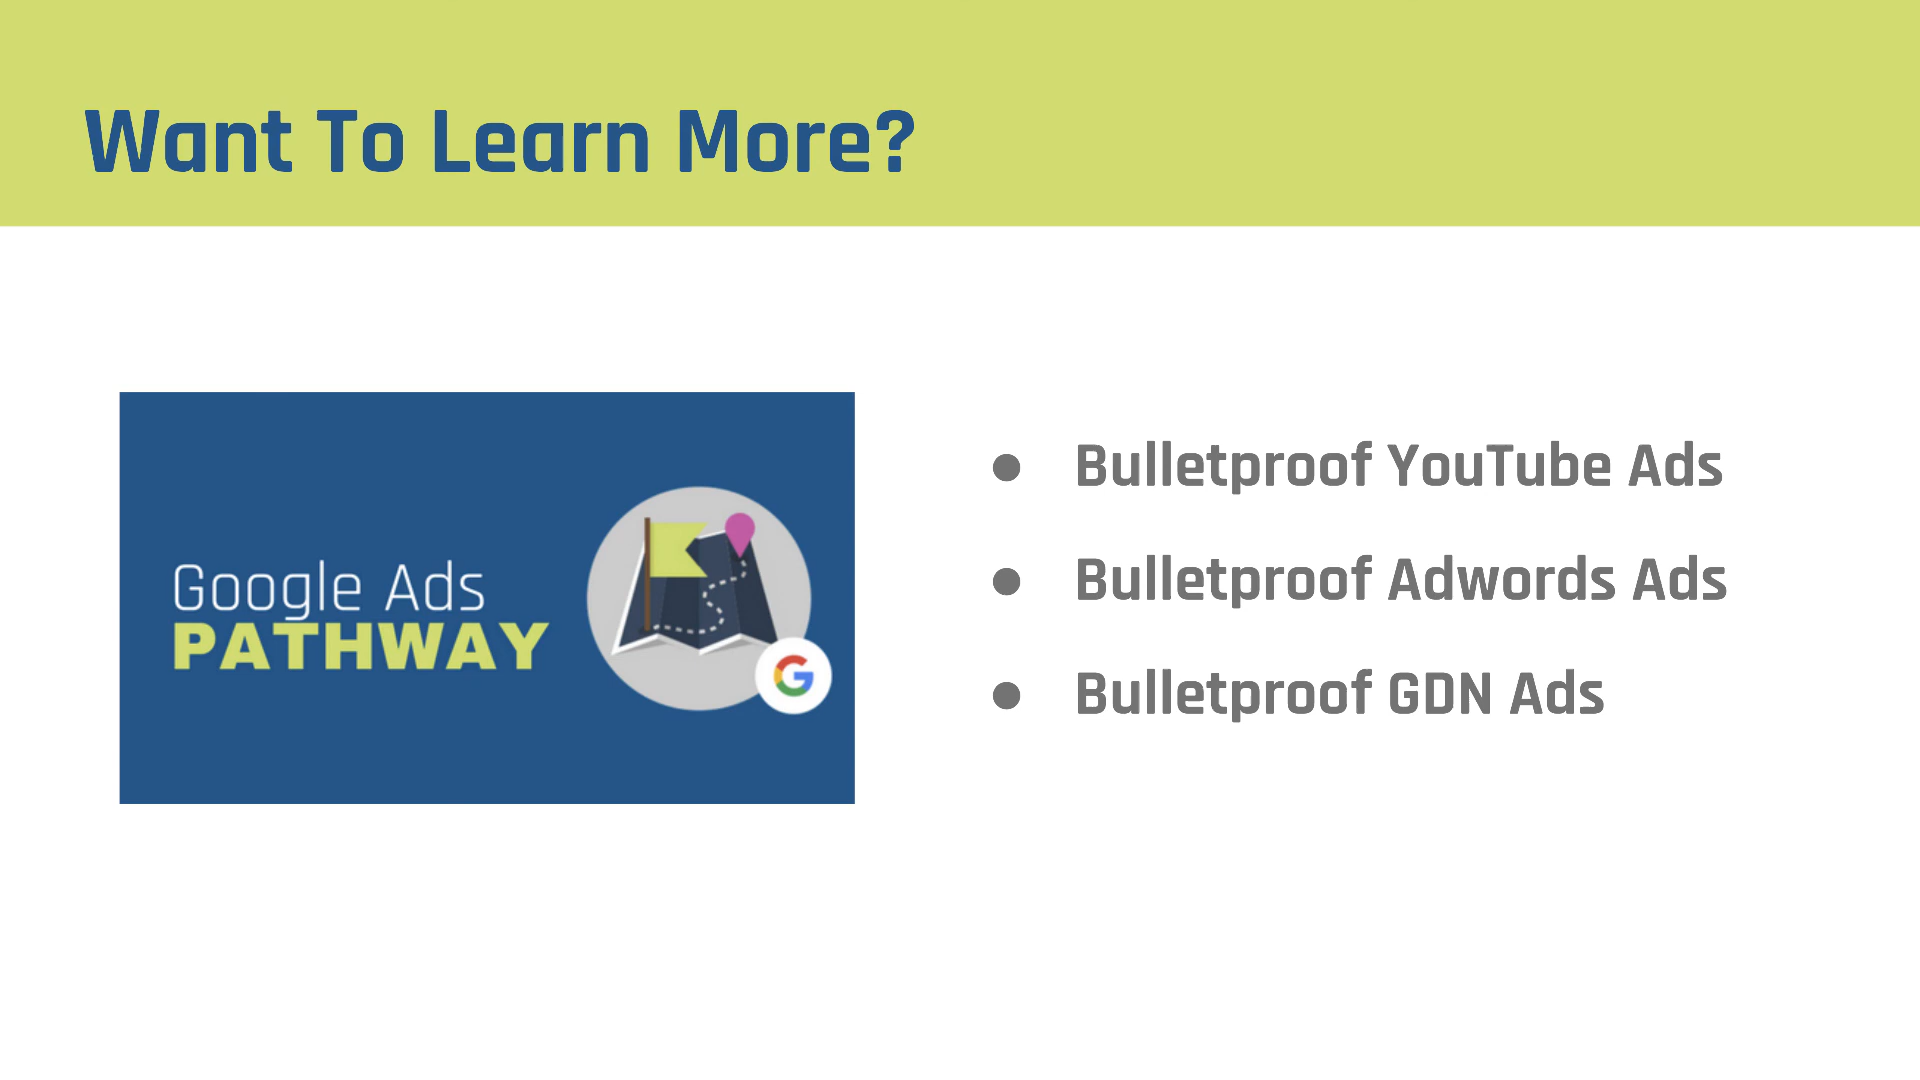 Want To Learn More?
Google Ads
PATHWAY
G
● Bulletproof YouTube Ads
● Bulletproof Adwords Ads
● Bulletproof GDN Ads